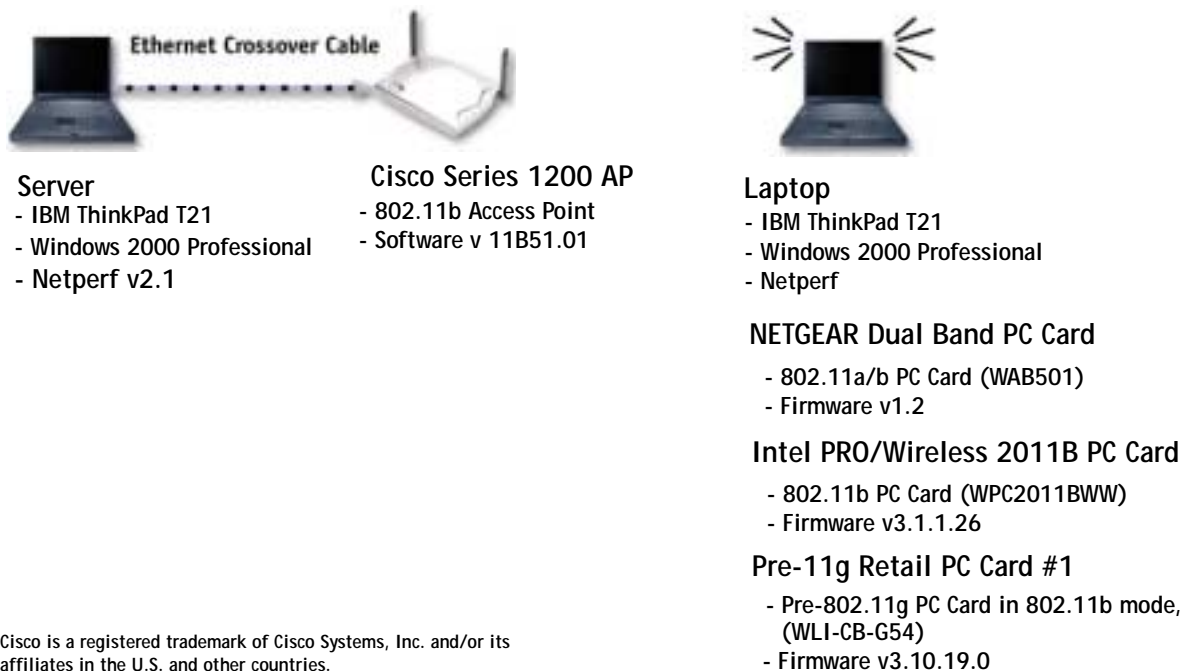 Ethernet Crossover Cable
Server
- IBM ThinkPad T21
- Windows 2000 Professional
- Netperf v2.1
Cisco Series 1200 AP
- 802.11b Access Point
- Software v 11B51.01
Laptop
- IBM ThinkPad T21
- Windows 2000 Professional
- Netperf
NETGEAR Dual Band PC Card
- 802.11a/b PC Card (WAB501)
- Firmware v1.2
Intel PRO/Wireless 2011B PC Card
- 802.11b PC Card (WPC2011BWW)
- Firmware v3.1.1.26
Pre-11g Retail PC Card #1
- Pre-802.11g PC Card in 802.11b mode,
(WLI-CB-G54)
- Firmware v3.10.19.0
Cisco is a registered trademark of Cisco Systems, Inc. and/or its
affiliates in the U.S. and other countries.